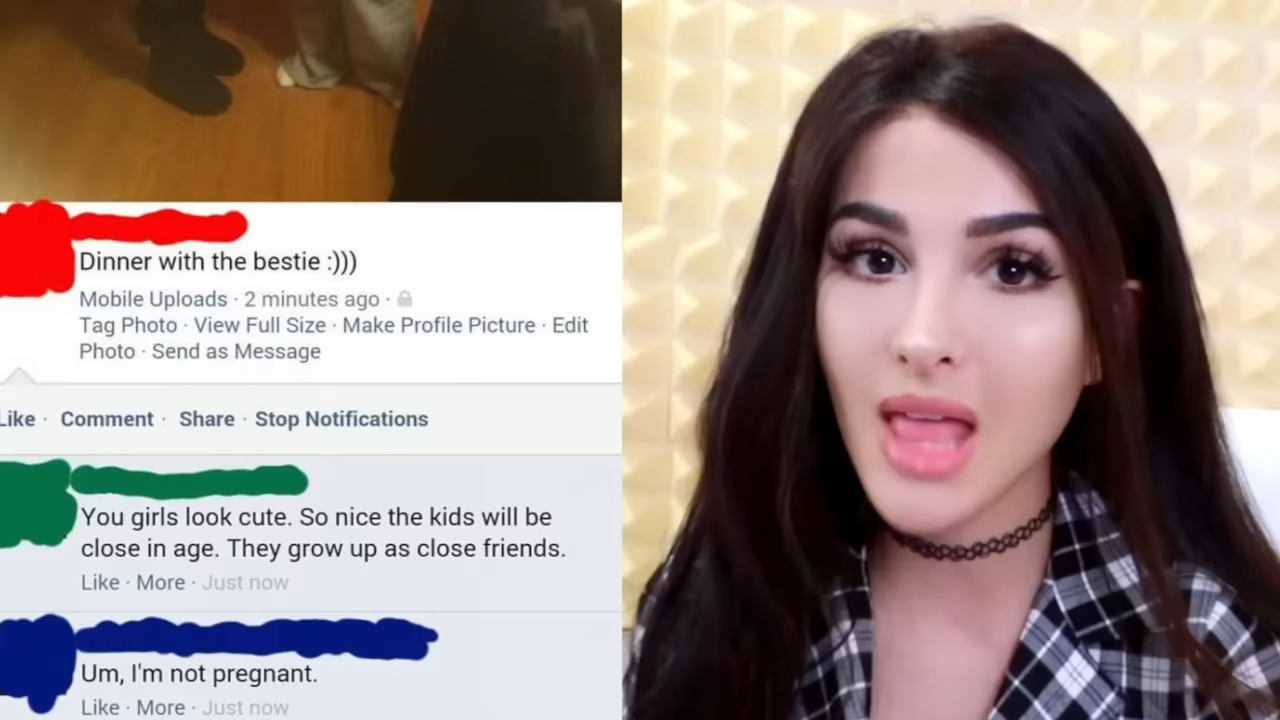 Dinner with the bestie :)))
Mobile Uploads · 2 minutes ago ·
Tag Photo · View Full Size · Make Profile Picture · Edit
Photo · Send as Message
Like · Comment · Share · Stop Notifications
You girls look cute. So nice the kids will be
close in age. They grow up as close friends.
Like · More · Just now
Um, I'm not pregnant.
Like · More · Just now